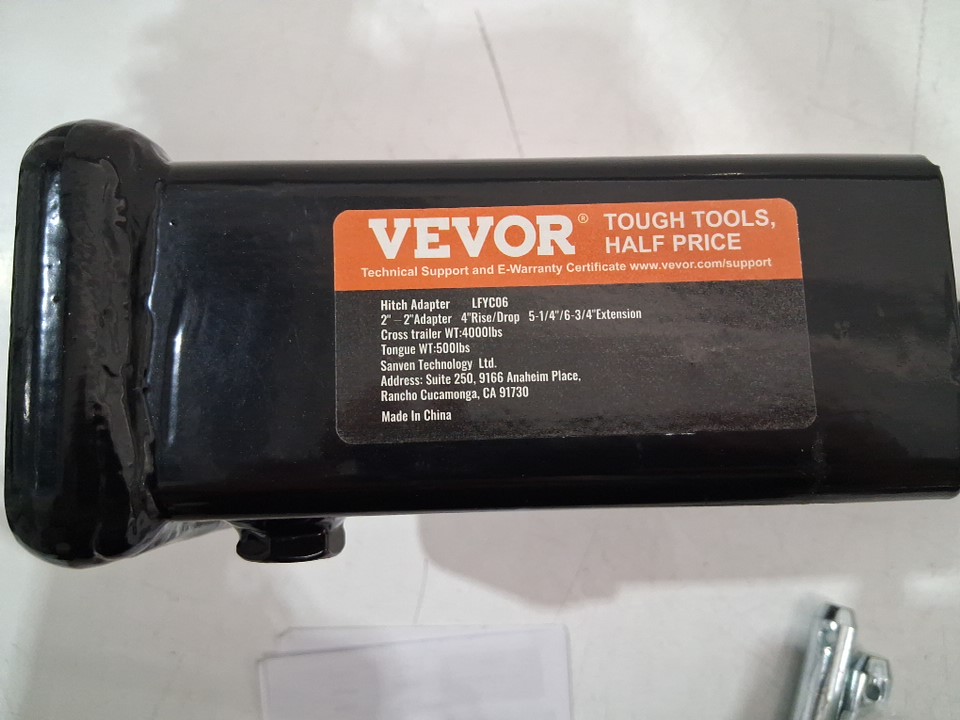 VEVOR®
TOUGH TOOLS,
HALF PRICE
Technical Support and E-Warranty Certificate www.vevor.com/support
Hitch Adapter LFYC06
2" – 2"Adapter 4"Rise/Drop 5-1/4"/6-3/4"Extension
Cross trailer WT:4000lbs
Tongue WT:500lbs
Sanven Technology Ltd.
Address: Suite 250, 9166 Anaheim Place,
Rancho Cucamonga, CA 91730
Made In China